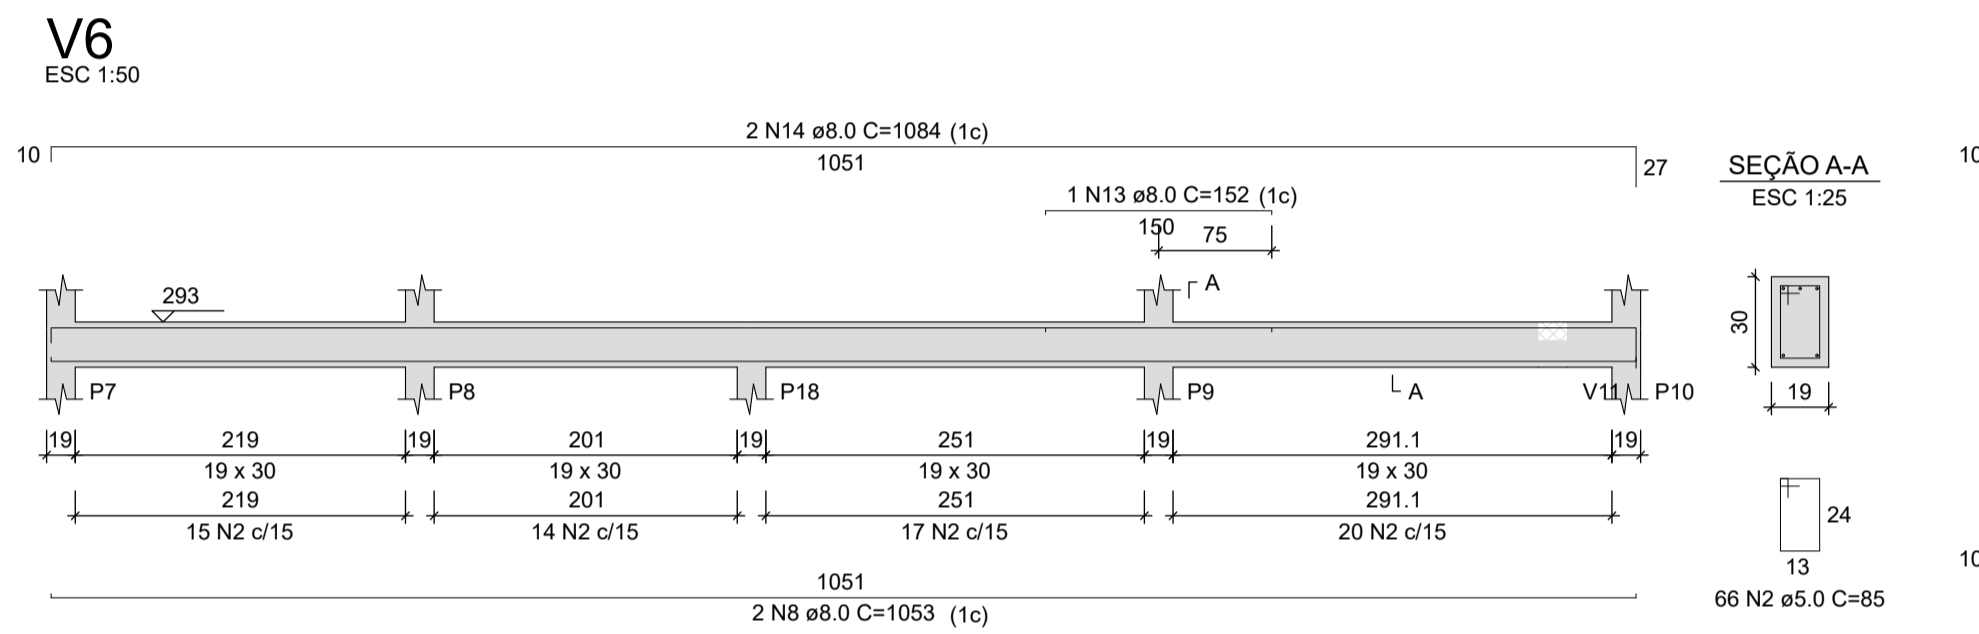 V6
ESC 1:50
2 N14 ø8.0 C=1084 (1c)
10
1051
27
1 N13 ø8.0 C=152 (1c)
150
75
A
293
P7
P8
P18
P9
A
V11
P10
19 219 19 201 19 251 19 291.1 19
19 x 30 19 x 30 19 x 30 19 x 30
219 201 251 291.1
15 N2 c/15 14 N2 c/15 17 N2 c/15 20 N2 c/15
1051
2 N8 ø8.0 C=1053 (1c)
SEÇÃO A-A
ESC 1:25
30
19
24
13
66 N2 ø5.0 C=85
10
10